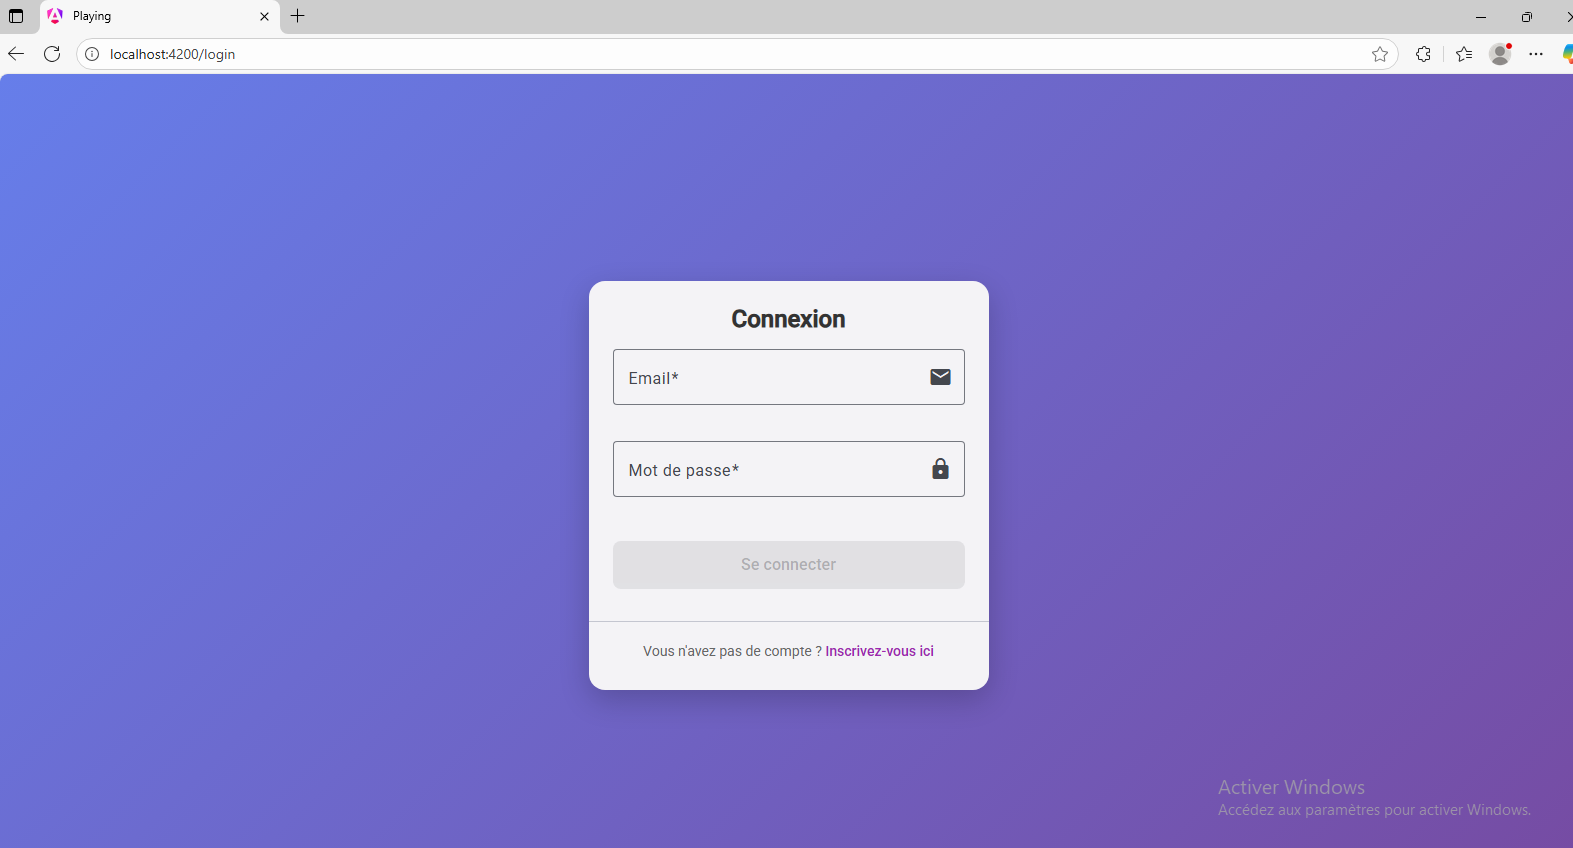 Playing
localhost:4200/login
Connexion
Email*
Mot de passe*
Se connecter
Vous n'avez pas de compte ? Inscrivez-vous ici
Activer Windows
Accédez aux paramètres pour activer Windows.